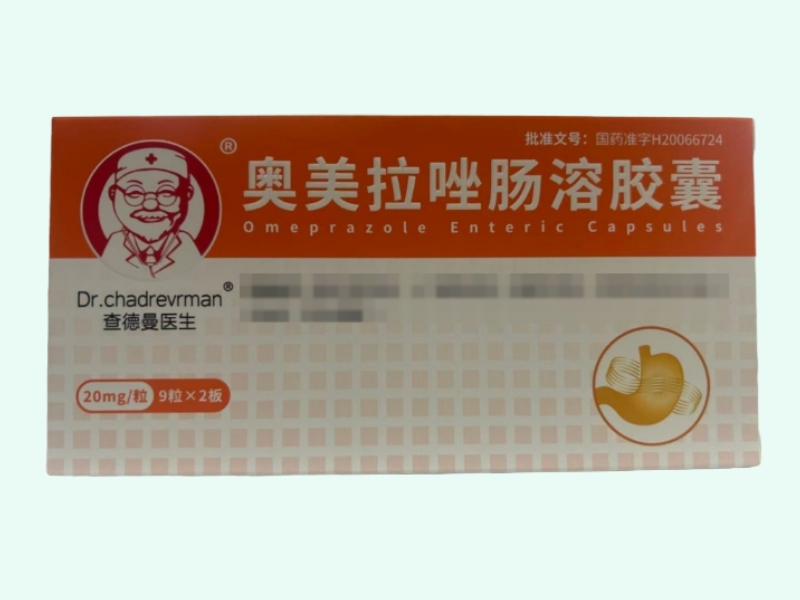 批准文号：国药准字H20066724
®
奥美拉唑肠溶胶囊
Omeprazole Enteric Capsules
Dr.chadrevrman®
查德曼医生
20mg/粒 9粒×2板